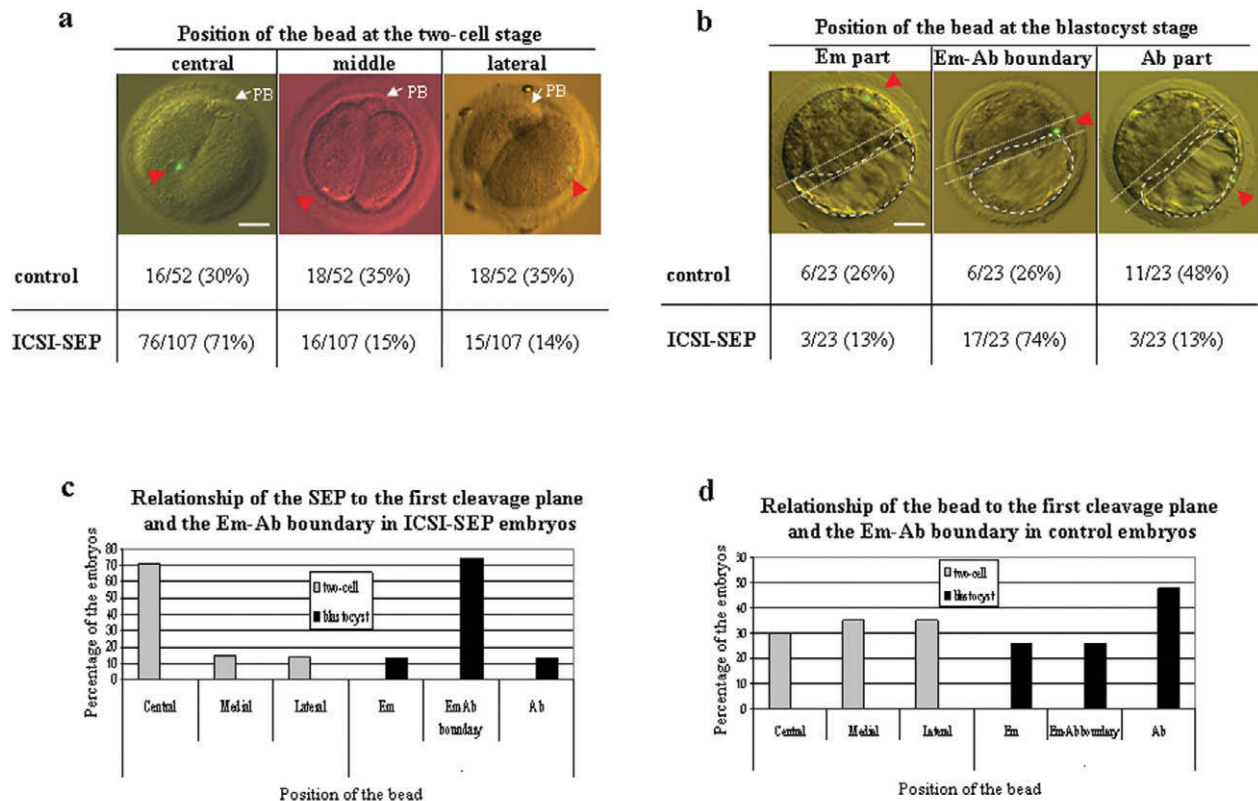 a
Position of the bead at the two-cell stage
central middle lateral
PB PB PB
control 16/52 (30%) 18/52 (35%) 18/52 (35%)
ICSI-SEP 76/107 (71%) 16/107 (15%) 15/107 (14%)
b
Position of the bead at the blastocyst stage
Em part Em-Ab boundary Ab part
control 6/23 (26%) 6/23 (26%) 11/23 (48%)
ICSI-SEP 3/23 (13%) 17/23 (74%) 3/23 (13%)
c
Relationship of the SEP to the first cleavage plane
and the Em-Ab boundary in ICSI-SEP embryos
Percentage of the embryos
80
70
60
50
40
30
20
10
0
two-cell
blastocyst
Central Medial Lateral Em Em Ab Ab
boundary
Position of the bead
d
Relationship of the bead to the first cleavage plane
and the Em-Ab boundary in control embryos
Percentage of the embryos
50
40
30
20
10
0
two-cell
blastocyst
Central Medial Lateral Em Em-Ab boundary Ab
Position of the bead